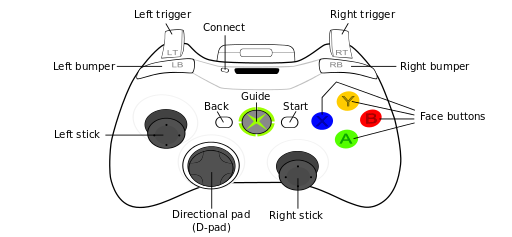 Left trigger
Right trigger
Connect
LT
RT
Left bumper
LB
RB
Right bumper
Guide
Back
Start
Y
X
B
Face buttons
Left stick
A
Directional pad
(D-pad)
Right stick